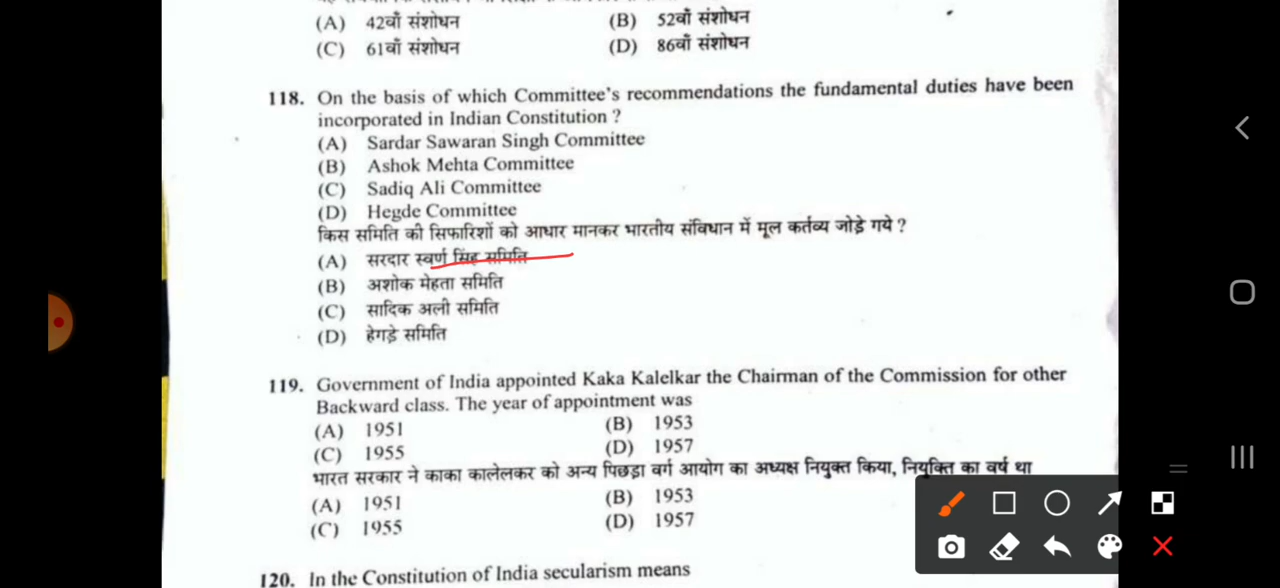 (A) 42वाँ संशोधन (B) 52वाँ संशोधन
(C) 61वाँ संशोधन (D) 86वाँ संशोधन
118. On the basis of which Committee's recommendations the fundamental duties have been
incorporated in Indian Constitution ?
(A) Sardar Sawaran Singh Committee
(B) Ashok Mehta Committee
(C) Sadiq Ali Committee
(D) Hegde Committee
किस समिति की सिफारिशों को आधार मानकर भारतीय संविधान में मूल कर्तव्य जोड़े गये ?
(A) सरदार स्वर्ण सिंह समिति
(B) अशोक मेहता समिति
(C) सादिक अली समिति
(D) हेगड़े समिति
119. Government of India appointed Kaka Kalelkar the Chairman of the Commission for other
Backward class. The year of appointment was
(A) 1951 (B) 1953
(C) 1955 (D) 1957
भारत सरकार ने काका कालेलकर को अन्य पिछड़ा वर्ग आयोग का अध्यक्ष नियुक्त किया, नियुक्ति का वर्ष था
(A) 1951 (B) 1953
(C) 1955 (D) 1957
120. In the Constitution of India secularism means